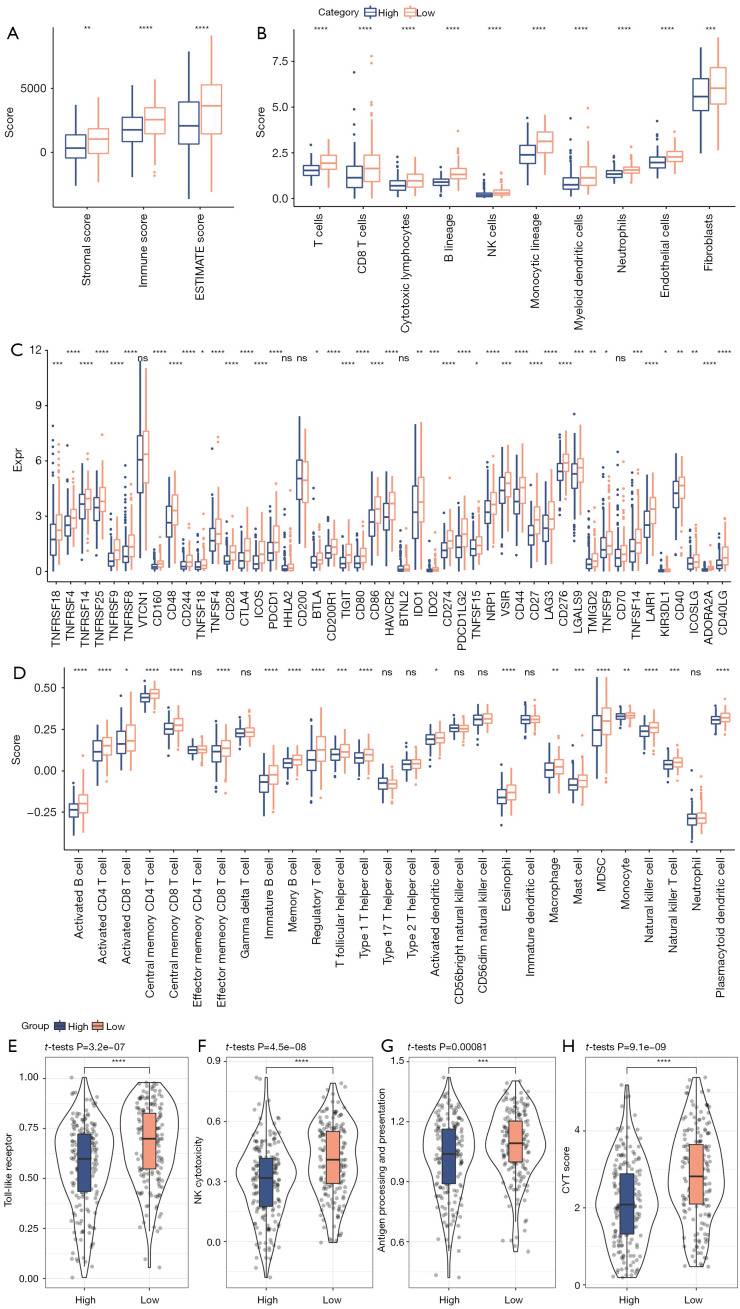 Category High Low
A
** **** ****
5000
0
Score
Stromal score
Immune score
ESTIMATE score
B
**** **** **** **** **** **** **** **** **** ***
7.5
5.0
2.5
0.0
Score
T cells
CD8 T cells
Cytotoxic lymphocytes
B lineage
NK cells
Monocytic lineage
Myeloid dendritic cells
Neutrophils
Endothelial cells
Fibroblasts
C
12
9
6
3
0
Expr
TNFRSF18
TNFRSF4
TNFRSF14
TNFRSF25
TNFRSF9
TNFRSF8
VTCN1
CD160
CD48
CD244
TNFSF18
TNFSF4
CD28
CTLA4
ICOS
PDCD1
HHLA2
CD200
BTLA
CD200R1
TIGIT
CD80
CD86
HAVCR2
BTNL2
IDO1
IDO2
CD274
PDCD1LG2
TNFSF15
NRP1
VSIR
CD44
CD27
LAG3
CD276
LGALS9
TMIGD2
TNFSF9
CD70
TNFSF14
LAIR1
KIR3DL1
CD40
ICOSLG
ADORA2A
CD40LG
D
**** **** * **** **** ns **** ns **** **** **** *** **** ns ns * ns ns **** ns ** *** **** ** **** *** ns ****
0.50
0.25
0.00
−0.25
Score
Activated B cell
Activated CD4 T cell
Activated CD8 T cell
Central memory CD4 T cell
Central memory CD8 T cell
Effector memeory CD4 T cell
Effector memeory CD8 T cell
Gamma delta T cell
Immature B cell
Memory B cell
Regulatory T cell
T follicular helper cell
Type 1 T helper cell
Type 17 T helper cell
Type 2 T helper cell
Activated dendritic cell
CD56bright natural killer cell
CD56dim natural killer cell
Eosinophil
Immature dendritic cell
Macrophage
Mast cell
MDSC
Monocyte
Natural killer cell
Natural killer T cell
Neutrophil
Plasmacytoid dendritic cell
Group High Low
E
t-tests P=3.2e−07
****
1.00
0.75
0.50
0.25
0.00
Toll-like receptor
High Low
F
t-tests P=4.5e−08
****
0.9
0.6
0.3
0.0
NK cytotoxicity
High Low
G
t-tests P=0.00081
***
1.5
1.2
0.9
0.6
Antigen processing and presentation
High Low
H
t-tests P=9.1e−09
****
4
2
0
CYT score
High Low